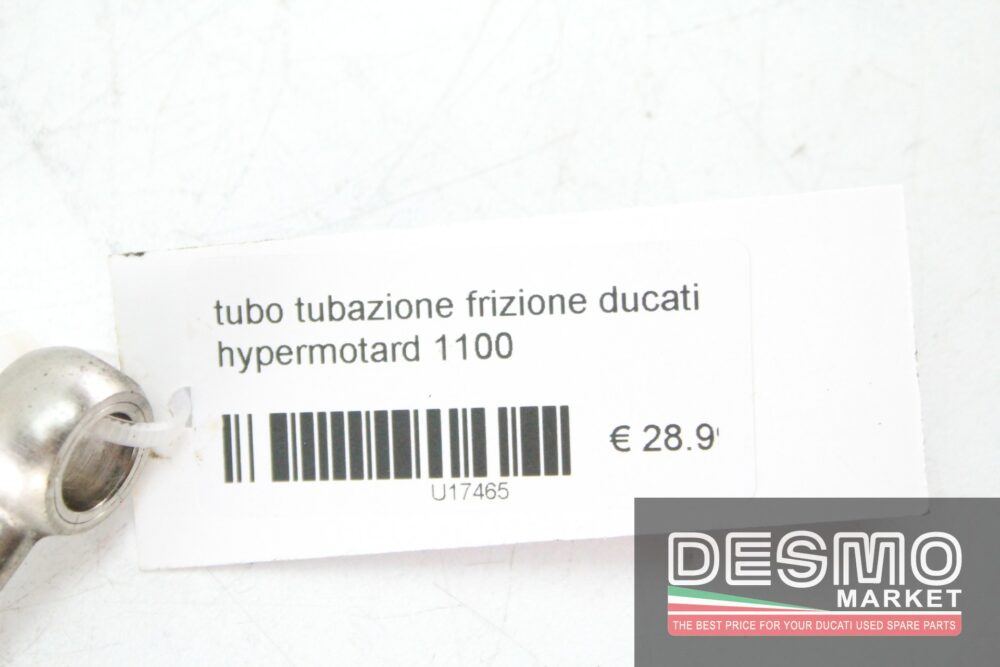 tubo tubazione frizione ducati
hypermotard 1100
€ 28.9
U17465
DESMO
MARKET
THE BEST PRICE FOR YOUR DUCATI USED SPARE PARTS